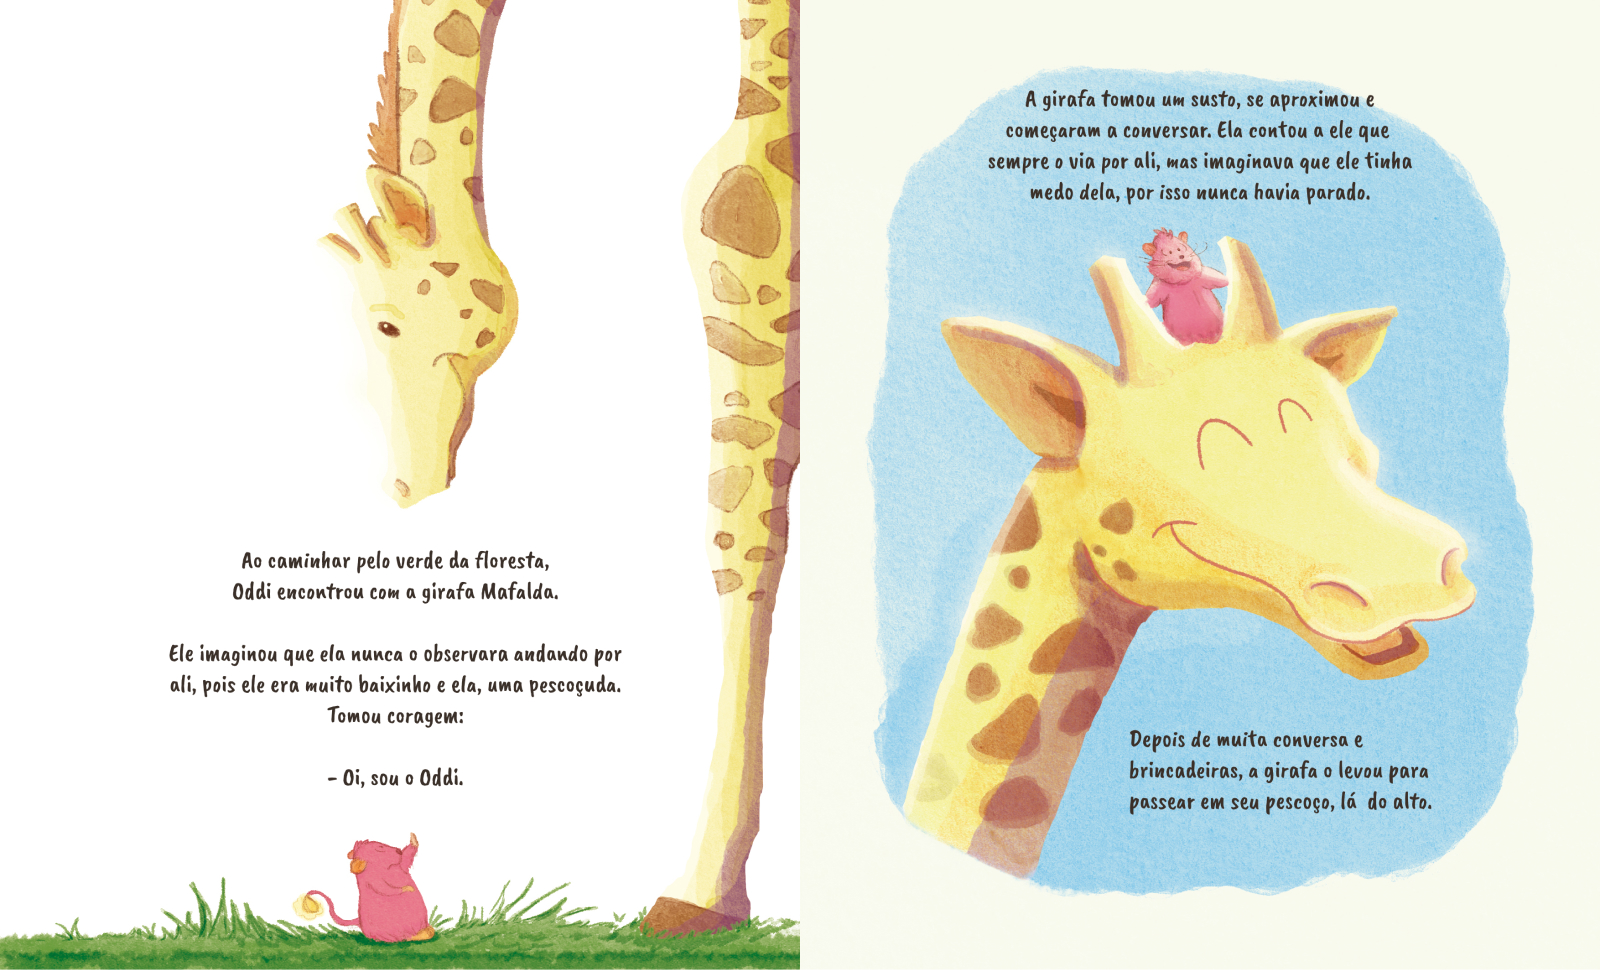 Ao caminhar pelo verde da floresta,
Oddi encontrou com a girafa Mafalda.
Ele imaginou que ela nunca o observara andando por
ali, pois ele era muito baixinho e ela, uma pescoçuda.
Tomou coragem:
– Oi, sou o Oddi.
A girafa tomou um susto, se aproximou e
começaram a conversar. Ela contou a ele que
sempre o via por ali, mas imaginava que ele tinha
medo dela, por isso nunca havia parado.
Depois de muita conversa e
brincadeiras, a girafa o levou para
passear em seu pescoço, lá do alto.